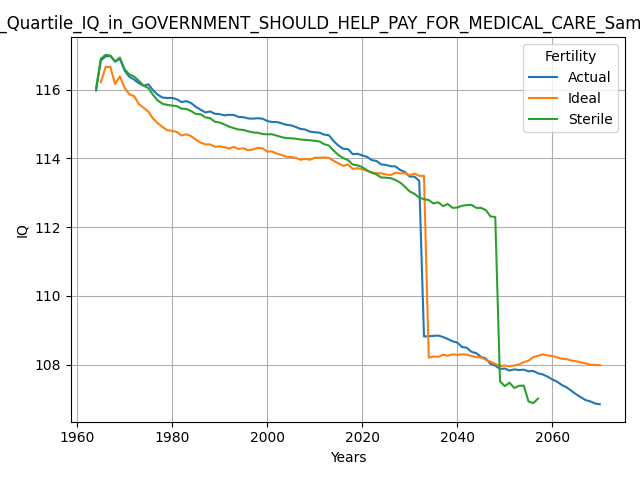 _Quartile_IQ_in_GOVERNMENT_SHOULD_HELP_PAY_FOR_MEDICAL_CARE_Sam
Fertility
Actual
Ideal
Sterile
116
114
112
110
108
IQ
1960
1980
2000
2020
2040
2060
Years